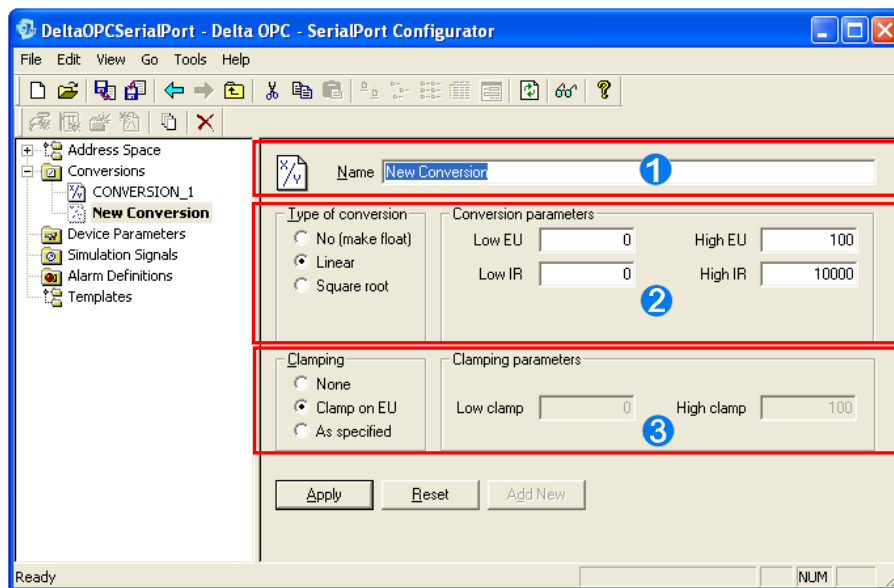 DeltaOPCSerialPort - Delta OPC - SerialPort Configurator
File Edit View Go Tools Help
Address Space
Conversions
CONVERSION_1
New Conversion
Device Parameters
Simulation Signals
Alarm Definitions
Templates
X/Y Name New Conversion 1
Type of conversion
No (make float)
Linear
Square root
Conversion parameters
Low EU 0 High EU 100
Low IR 0 High IR 10000
2
Clamping
None
Clamp on EU
As specified
Clamping parameters
Low clamp 0 High clamp 100
3
Apply Reset Add New
Ready NUM